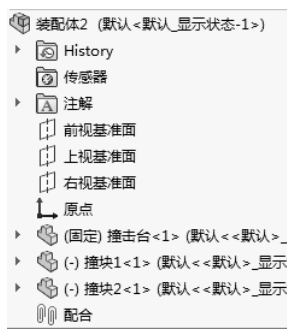 装配体2 (默认<默认_显示状态-1>)
History
传感器
注解
前视基准面
上视基准面
右视基准面
原点
(固定) 撞击台<1> (默认<<默认>_
(-) 撞块1<1> (默认<<默认>_显示
(-) 撞块2<1> (默认<<默认>_显示
配合